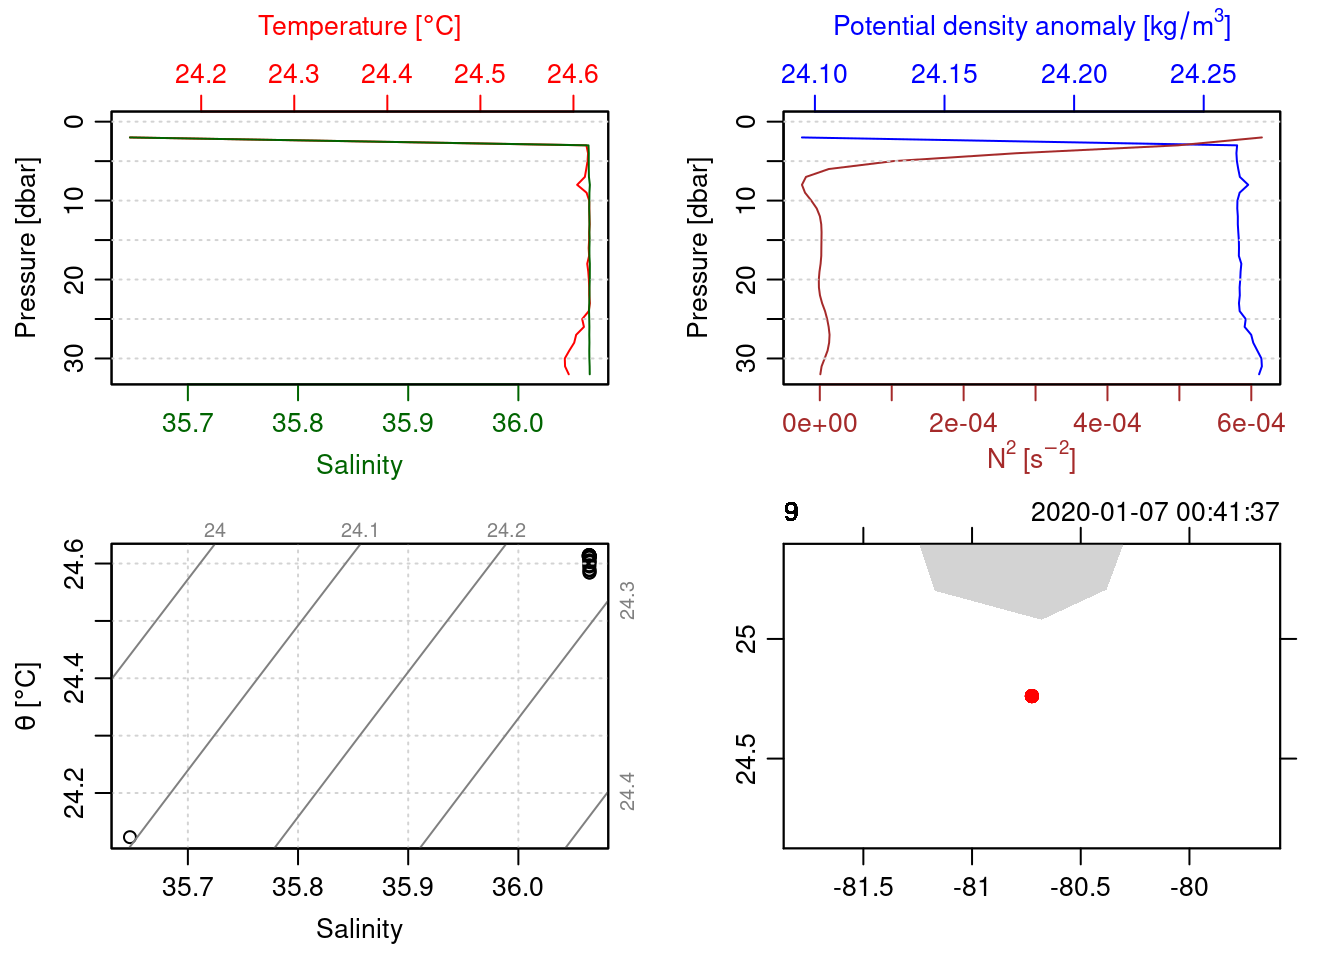 Temperature [°C]
24.2 24.3 24.4 24.5 24.6
Pressure [dbar]
0 10 20 30
35.7 35.8 35.9 36.0
Salinity
Potential density anomaly [kg/m³]
24.10 24.15 24.20 24.25
Pressure [dbar]
0 10 20 30
0e+00 2e-04 4e-04 6e-04
N² [s⁻²]
24 24.1 24.2
24.3
24.4
θ [°C]
24.6 24.4 24.2
35.7 35.8 35.9 36.0
Salinity
2020-01-07 00:41:37
25 24.5
-81.5 -81 -80.5 -80